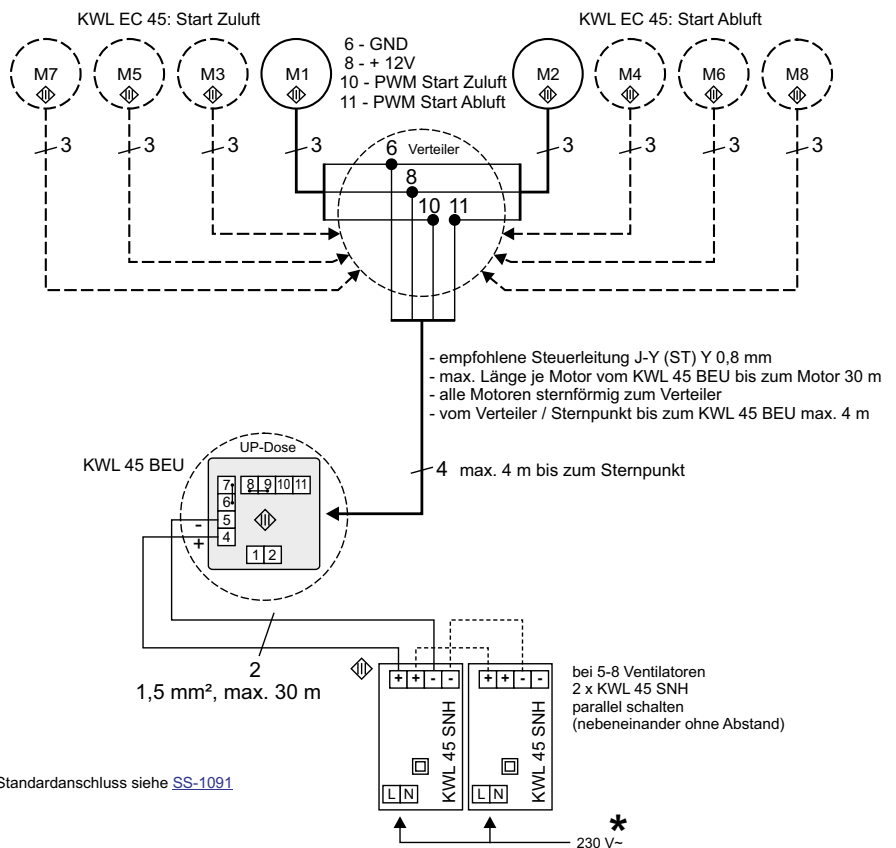 KWL EC 45: Start Zuluft
KWL EC 45: Start Abluft
M7
M5
M3
M1
6 - GND
8 - + 12V
10 - PWM Start Zuluft
11 - PWM Start Abluft
M2
M4
M6
M8
3
3
3
3
3
3
3
3
6
Verteiler
8
10
11
- empfohlene Steuerleitung J-Y (ST) Y 0,8 mm
- max. Länge je Motor vom KWL 45 BEU bis zum Motor 30 m
- alle Motoren sternförmig zum Verteiler
- vom Verteiler / Sternpunkt bis zum KWL 45 BEU max. 4 m
4 max. 4 m bis zum Sternpunkt
KWL 45 BEU
UP-Dose
7
8 9 10 11
6
5
4
1 2
-
+
2
1,5 mm², max. 30 m
+ + - -
+ + - -
KWL 45 SNH
KWL 45 SNH
L N
L N
bei 5-8 Ventilatoren
2 x KWL 45 SNH
parallel schalten
(nebeneinander ohne Abstand)
Standardanschluss siehe SS-1091
*
230 V~